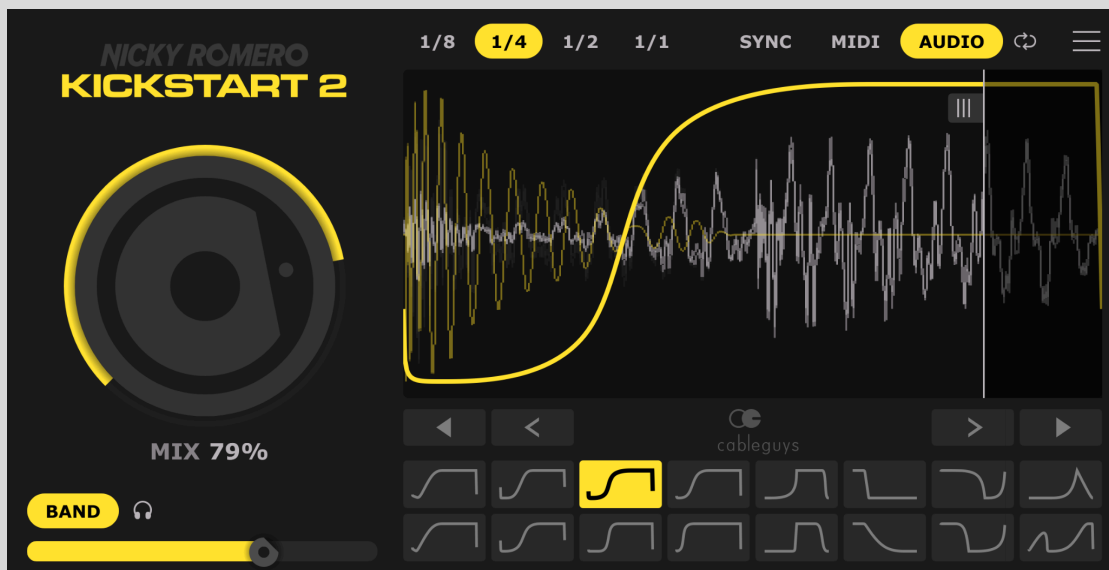 NICKY ROMERO
KICKSTART 2
1/8 1/4 1/2 1/1 SYNC MIDI AUDIO
MIX 79%
cableguys
BAND